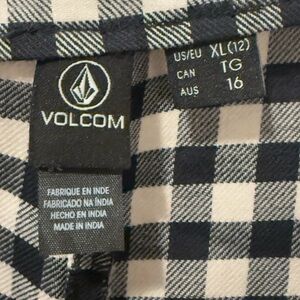 VOLCOM
US/EU XL (12)
CAN TG
AUS 16
FABRIQUE EN INDE
FABRICADO NA ÍNDIA
HECHO EN INDIA
MADE IN INDIA